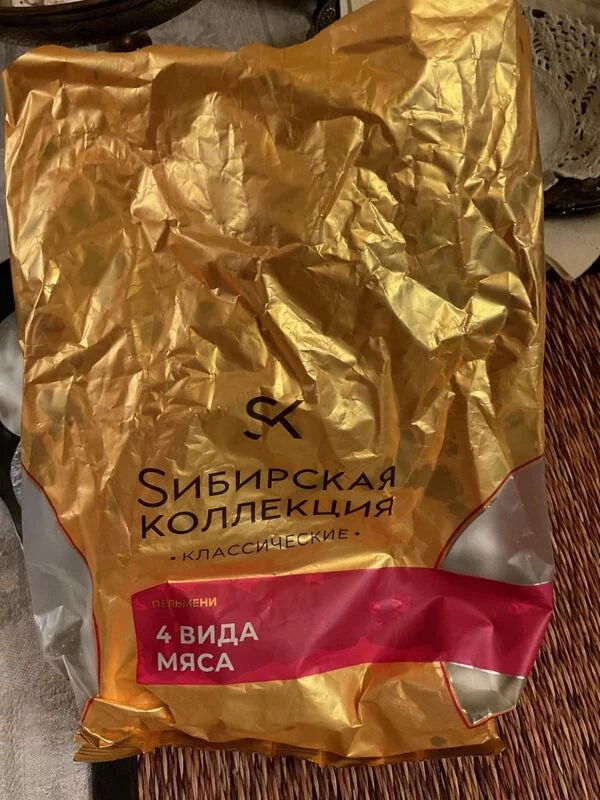 SK
SИБИРСКАЯ
КОЛЛЕКЦИЯ
• КЛАССИЧЕСКИЕ •
ПЕЛЬМЕНИ
4 ВИДА
МЯСА